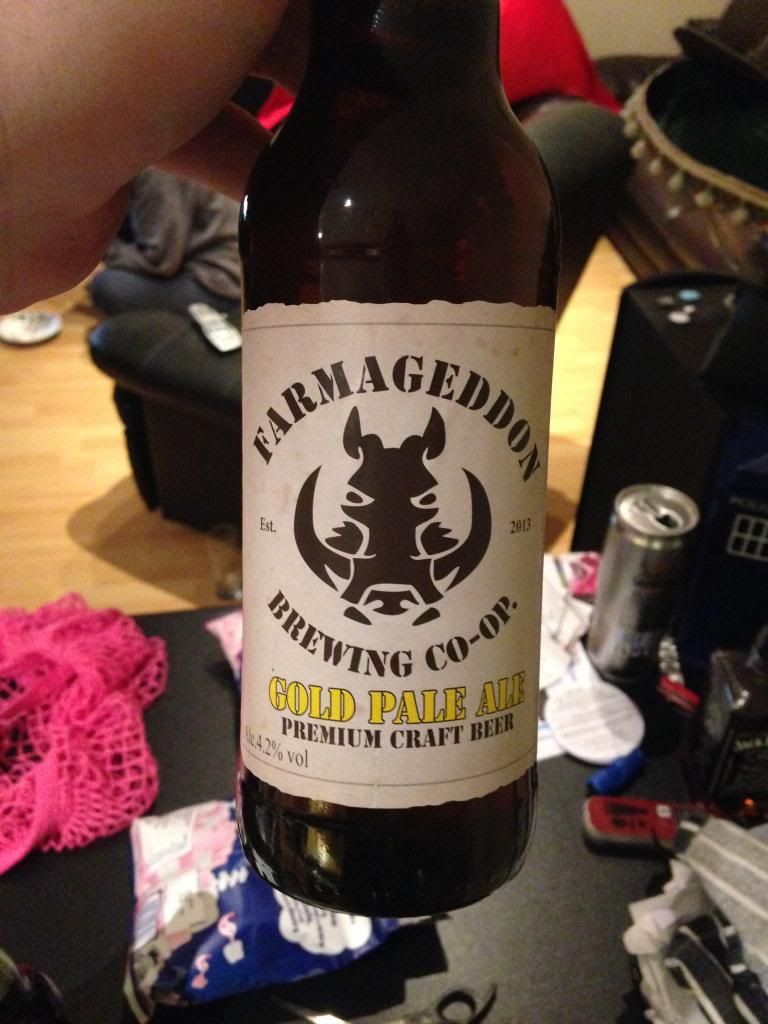 FARMAGEDDON
Est. 2013
BREWING CO-OP.
GOLD PALE ALE
PREMIUM CRAFT BEER
Alc.4.2% vol